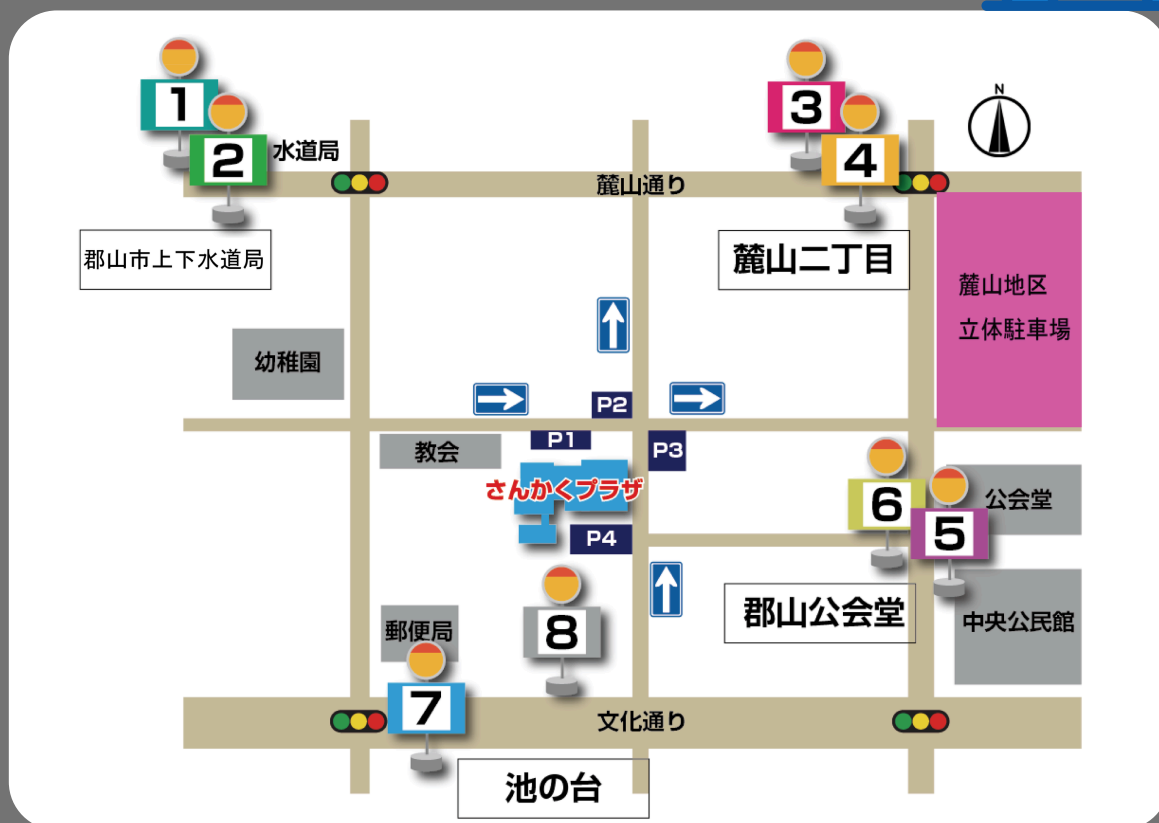 1
2
水道局
3
4
N
麓山通り
郡山市上下水道局
麓山二丁目
麓山地区
立体駐車場
幼稚園
P2
教会
P1
P3
さんかくプラザ
P4
6
5
公会堂
郡山公会堂
中央公民館
郵便局
8
7
文化通り
池の台